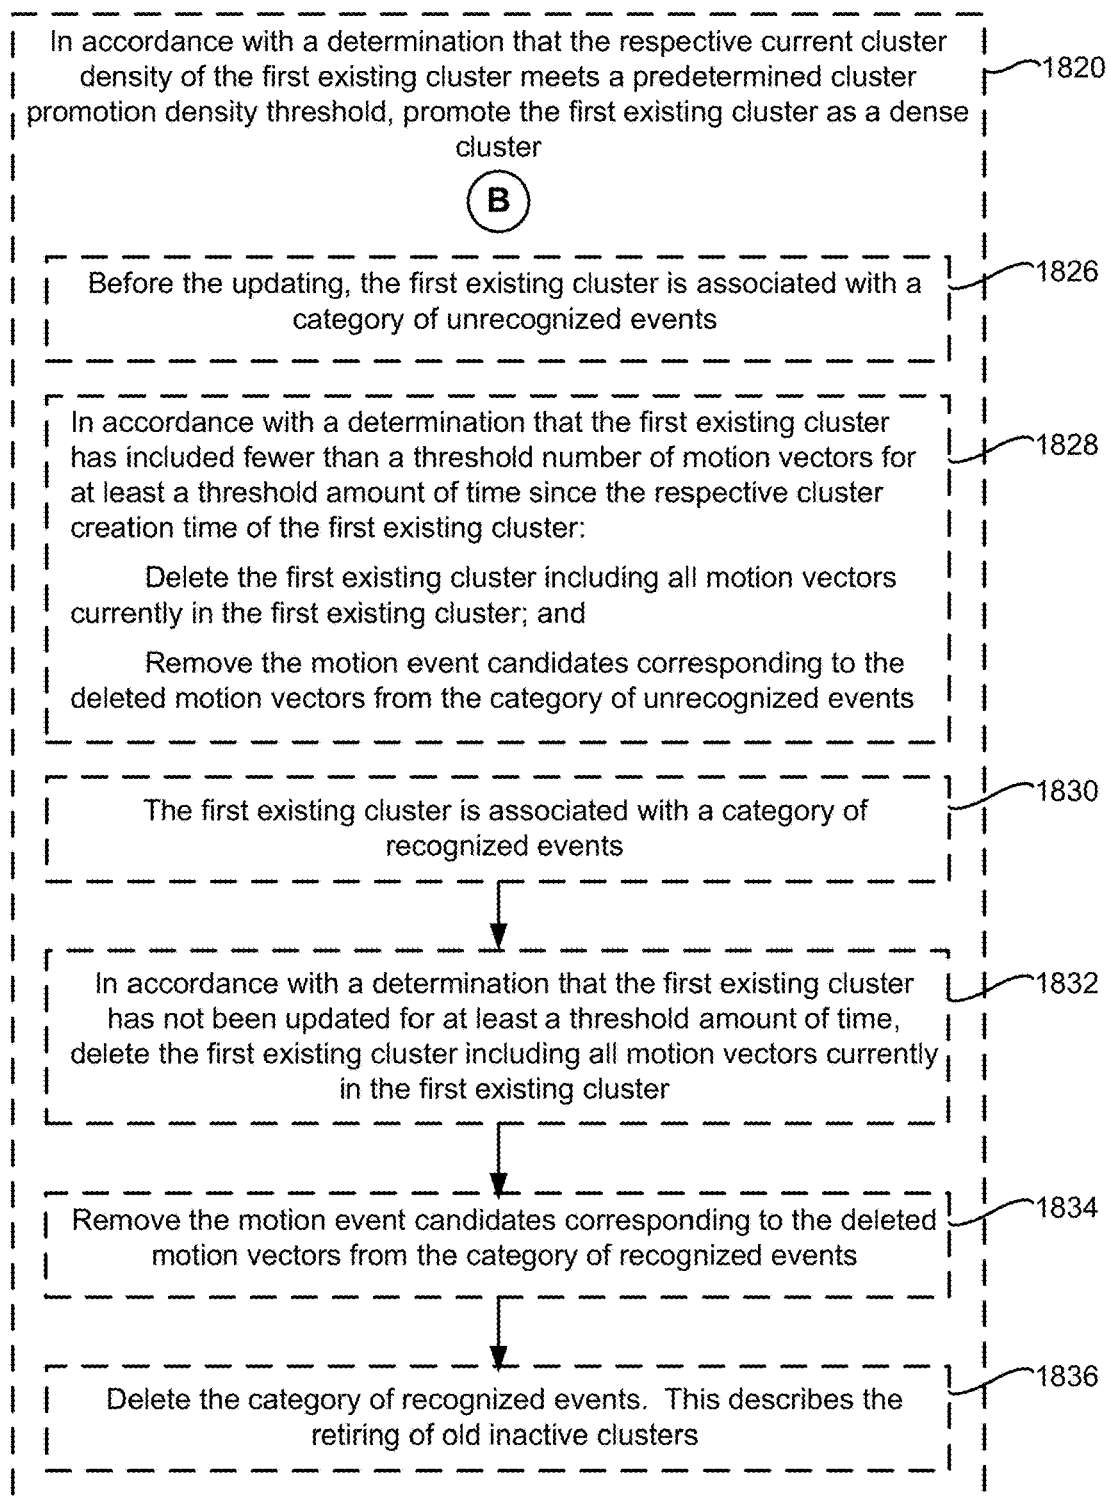 In accordance with a determination that the respective current cluster
density of the first existing cluster meets a predetermined cluster
promotion density threshold, promote the first existing cluster as a dense
cluster
1820
B
Before the updating, the first existing cluster is associated with a
category of unrecognized events
1826
In accordance with a determination that the first existing cluster
has included fewer than a threshold number of motion vectors for
at least a threshold amount of time since the respective cluster
creation time of the first existing cluster:
Delete the first existing cluster including all motion vectors
currently in the first existing cluster; and
Remove the motion event candidates corresponding to the
deleted motion vectors from the category of unrecognized events
1828
The first existing cluster is associated with a category of
recognized events
1830
In accordance with a determination that the first existing cluster
has not been updated for at least a threshold amount of time,
delete the first existing cluster including all motion vectors currently
in the first existing cluster
1832
Remove the motion event candidates corresponding to the deleted
motion vectors from the category of recognized events
1834
Delete the category of recognized events.  This describes the
retiring of old inactive clusters
1836